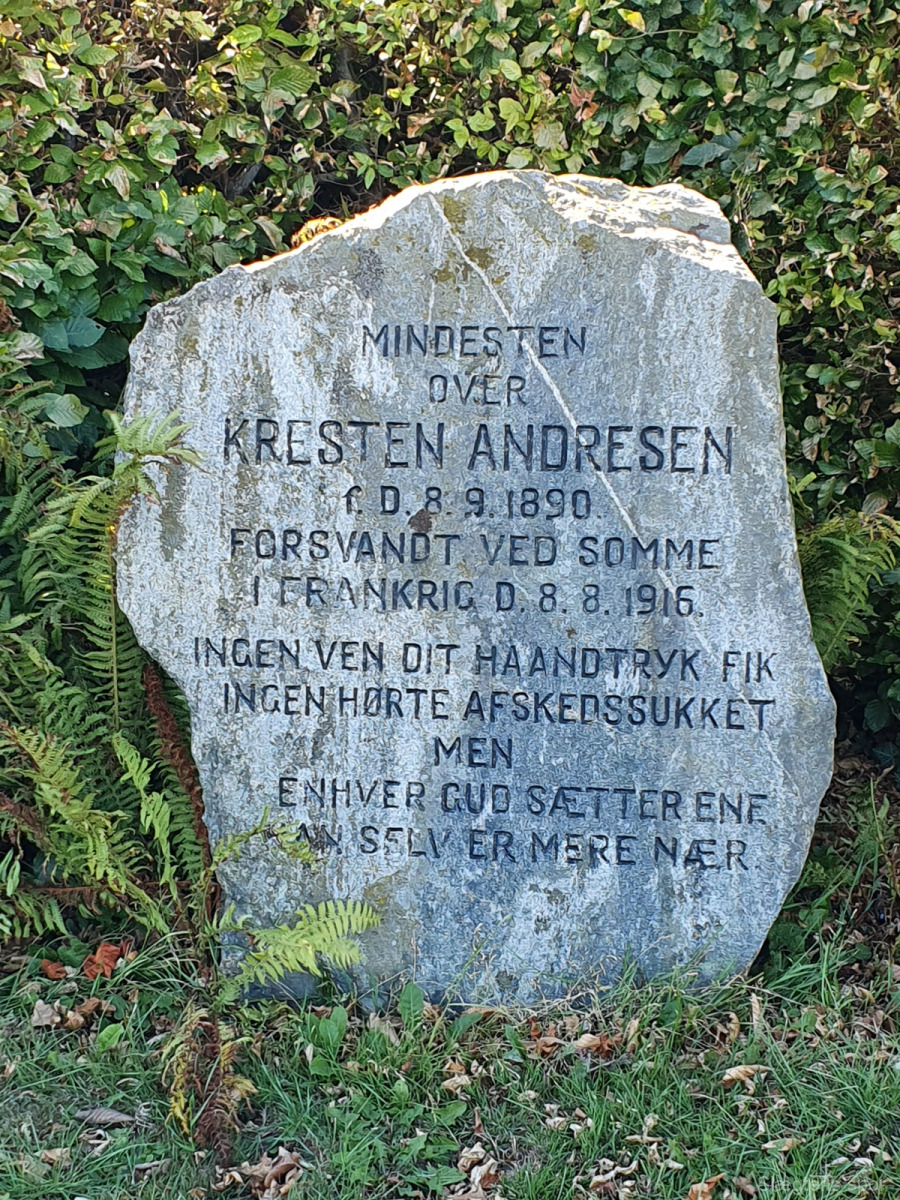 MINDESTEN
OVER
KRESTEN ANDRESEN
f. D. 8. 9. 1890.
FORSVANDT VED SOMME
I FRANKRIG D. 8. 8. 1916.
INGEN VEN DIT HAANDTRYK FIK
INGEN HØRTE AFSKEDSSUKKET
MEN
ENHVER GUD SÆTTER ENE
HAN SELV ER MERE NÆR.